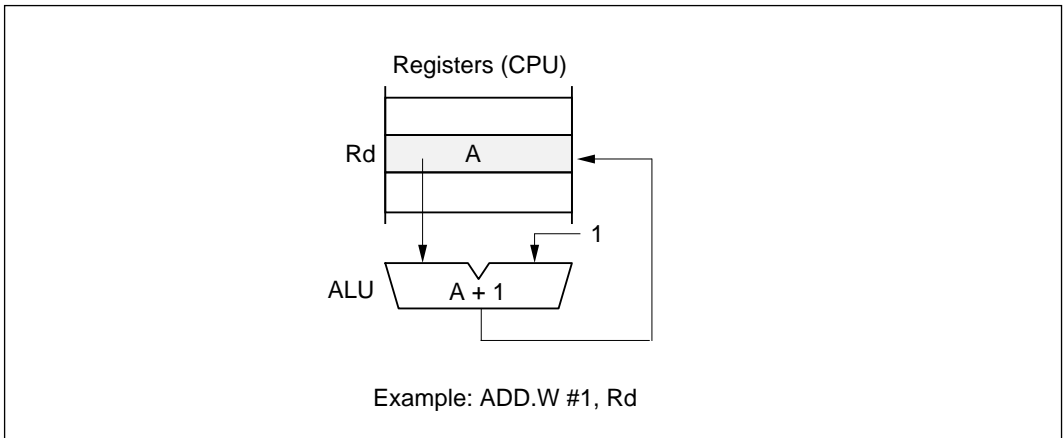 Registers (CPU)
Rd
A
1
ALU
A + 1
Example: ADD.W #1, Rd